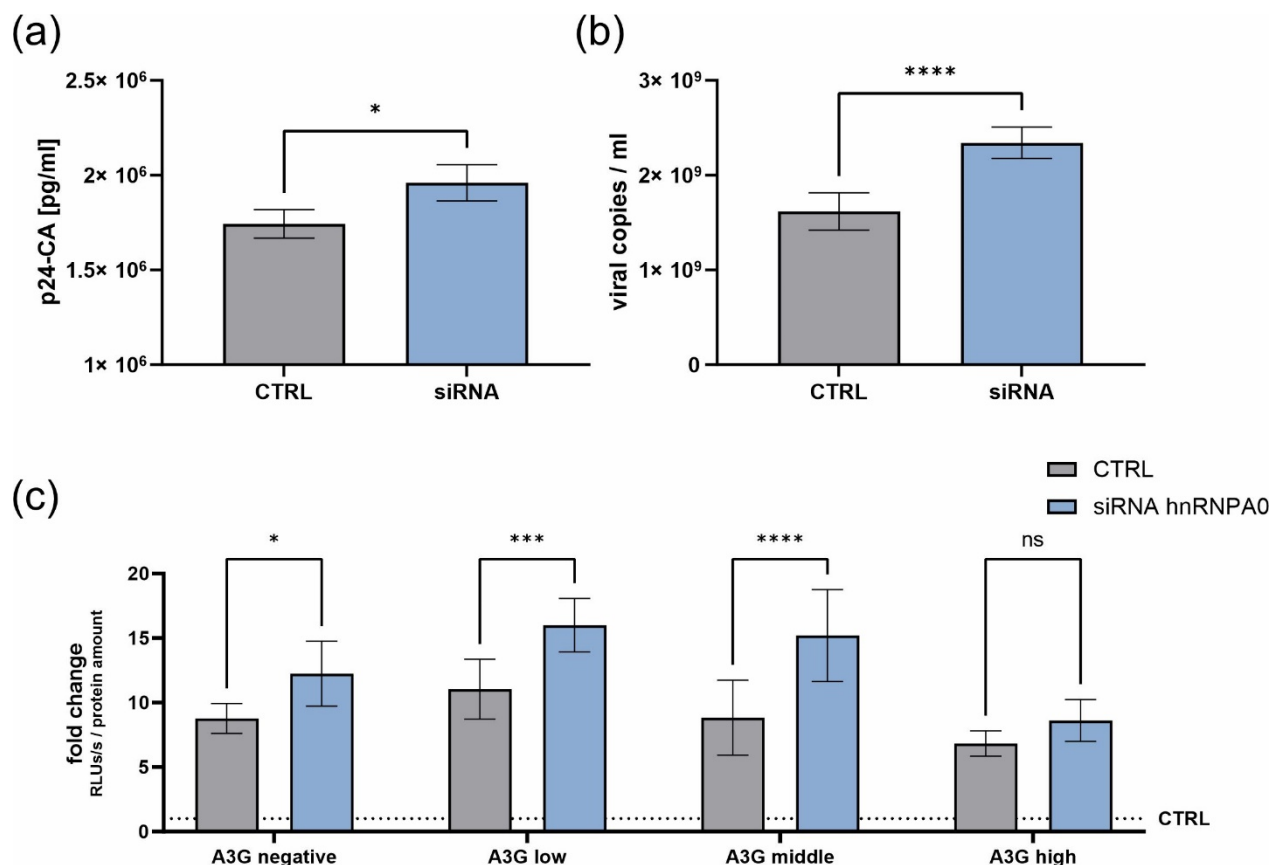 (a)
p24-CA [pg/ml]
2.5× 10⁶
2× 10⁶
1.5× 10⁶
1× 10⁶
*
CTRL
siRNA
(b)
viral copies / ml
3× 10⁹
2× 10⁹
1× 10⁹
0
****
CTRL
siRNA
(c)
CTRL
siRNA hnRNPA0
fold change
RLUs/s / protein amount
20
15
10
5
0
*
***
****
ns
CTRL
A3G negative
A3G low
A3G middle
A3G high